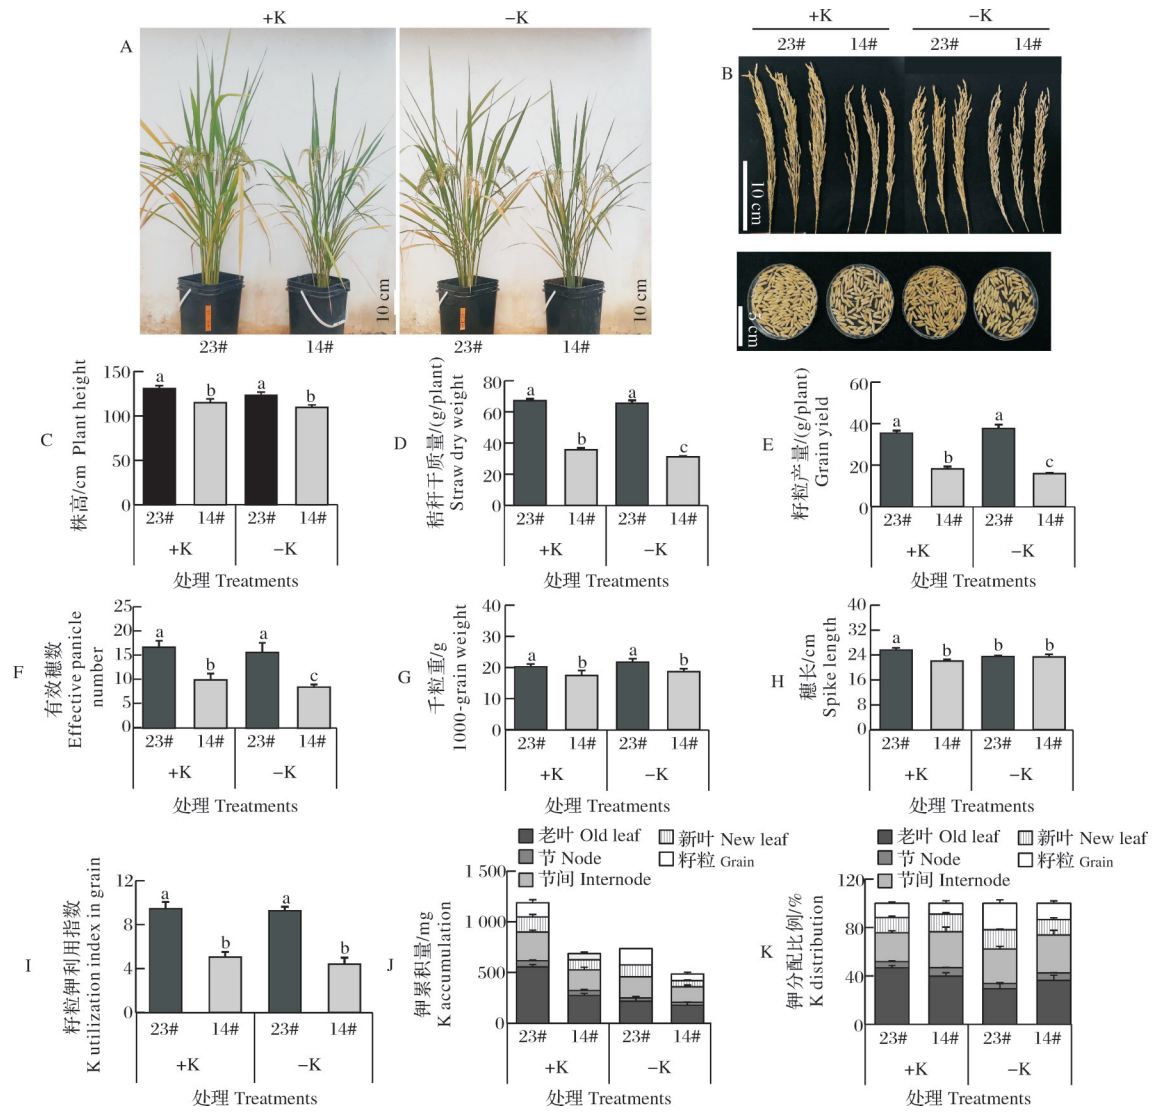 +K −K
A
10 cm 10 cm
23# 14# 23# 14#
+K −K
23# 14# 23# 14#
B
10 cm
5 cm
C
株高/cm Plant height
150
100
50
0
a b a b
23# 14# 23# 14#
+K −K
处理 Treatments
D
秸秆干质量/(g/plant)
Straw dry weight
80
60
40
20
0
a b a c
23# 14# 23# 14#
+K −K
处理 Treatments
E
籽粒产量/(g/plant)
Grain yield
60
40
20
0
a b a c
23# 14# 23# 14#
+K −K
处理 Treatments
F
有效穗数
Effective panicle
number
25
20
15
10
5
0
a b a c
23# 14# 23# 14#
+K −K
处理 Treatments
G
千粒重/g
1000-grain weight
40
30
20
10
0
a b a b
23# 14# 23# 14#
+K −K
处理 Treatments
H
穗长/cm
Spike length
40
32
24
16
8
0
a b b b
23# 14# 23# 14#
+K −K
处理 Treatments
I
籽粒钾利用指数
K utilization index in grain
12
8
4
0
a b a b
23# 14# 23# 14#
+K −K
处理 Treatments
J
老叶 Old leaf 新叶 New leaf
节 Node 籽粒 Grain
节间 Internode
钾累积量/mg
K accumulation
1 500
1 000
500
0
23# 14# 23# 14#
+K −K
处理 Treatments
K
老叶 Old leaf 新叶 New leaf
节 Node 籽粒 Grain
节间 Internode
钾分配比例/%
K distribution
120
80
40
0
23# 14# 23# 14#
+K −K
处理 Treatments